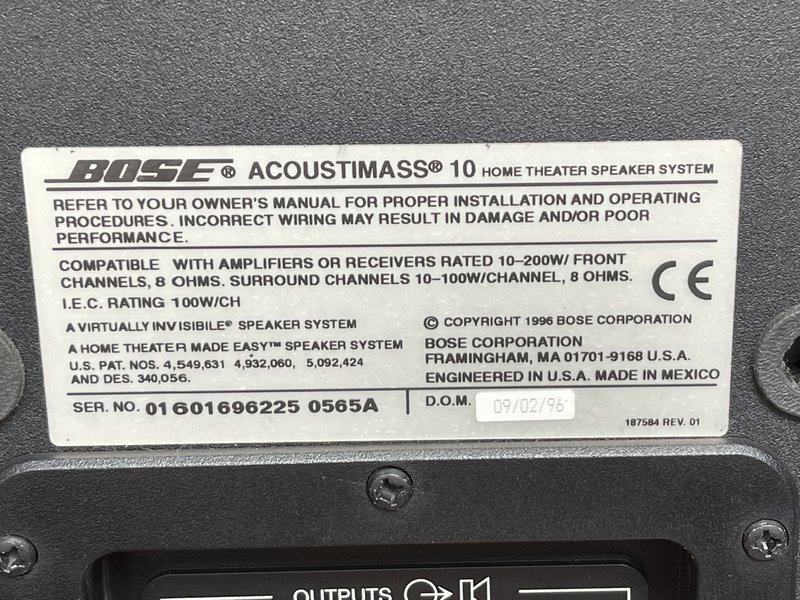 BOSE® ACOUSTIMASS® 10 HOME THEATER SPEAKER SYSTEM
REFER TO YOUR OWNER'S MANUAL FOR PROPER INSTALLATION AND OPERATING
PROCEDURES. INCORRECT WIRING MAY RESULT IN DAMAGE AND/OR POOR
PERFORMANCE.
COMPATIBLE WITH AMPLIFIERS OR RECEIVERS RATED 10-200W/ FRONT
CHANNELS, 8 OHMS. SURROUND CHANNELS 10-100W/CHANNEL, 8 OHMS.
I.E.C. RATING 100W/CH
CE
A VIRTUALLY INVISIBILE® SPEAKER SYSTEM
A HOME THEATER MADE EASY™ SPEAKER SYSTEM
U.S. PAT. NOS. 4,549,631 4,932,060, 5,092,424
AND DES. 340,056.
© COPYRIGHT 1996 BOSE CORPORATION
BOSE CORPORATION
FRAMINGHAM, MA 01701-9168 U.S.A.
ENGINEERED IN U.S.A. MADE IN MEXICO
SER. NO. 01601696225 0565A
D.O.M. 09/02/96
187584 REV. 01
OUTPUTS